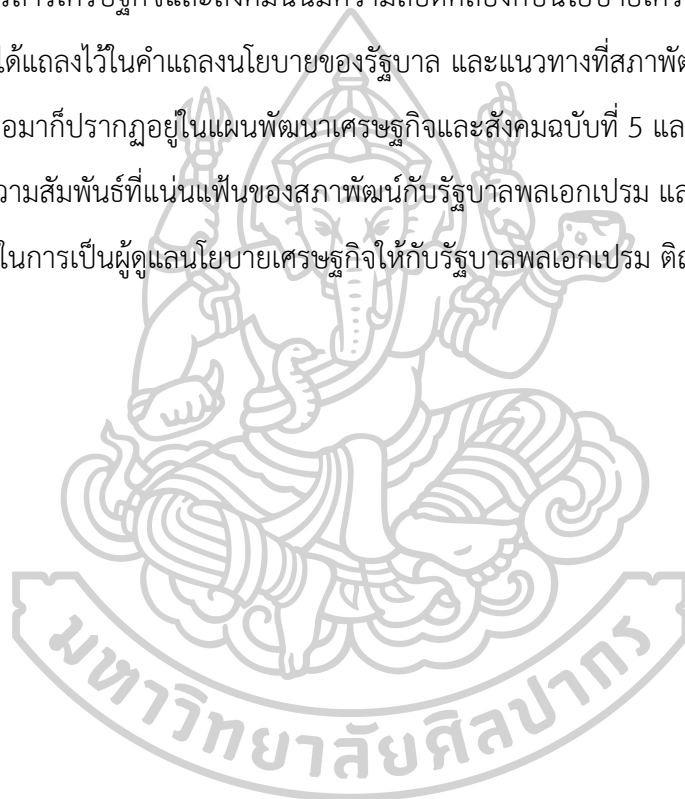 ได้แถลงไว้ในคำแถลงนโยบายของรัฐบาล และแนวทางที่สภาพัฒ
อมาก็ปรากฏอยู่ในแผนพัฒนาเศรษฐกิจและสังคมฉบับที่ 5 แล
วามสัมพันธ์ที่แน่นแฟ้นของสภาพัฒน์กับรัฐบาลพลเอกเปรม แล
ในการเป็นผู้ดูแลนโยบายเศรษฐกิจให้กับรัฐบาลพลเอกเปรม ติณ
มหาวิทยาลัยศิลปากร